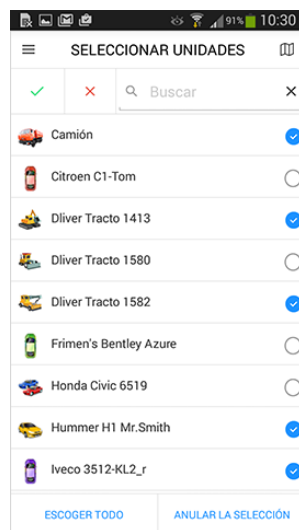 91% 10:30
SELECCIONAR UNIDADES
Buscar
Camión
Citroen C1-Tom
Dliver Tracto 1413
Dliver Tracto 1580
Dliver Tracto 1582
Frimen's Bentley Azure
Honda Civic 6519
Hummer H1 Mr.Smith
Iveco 3512-KL2_r
ESCOGER TODO ANULAR LA SELECCIÓN